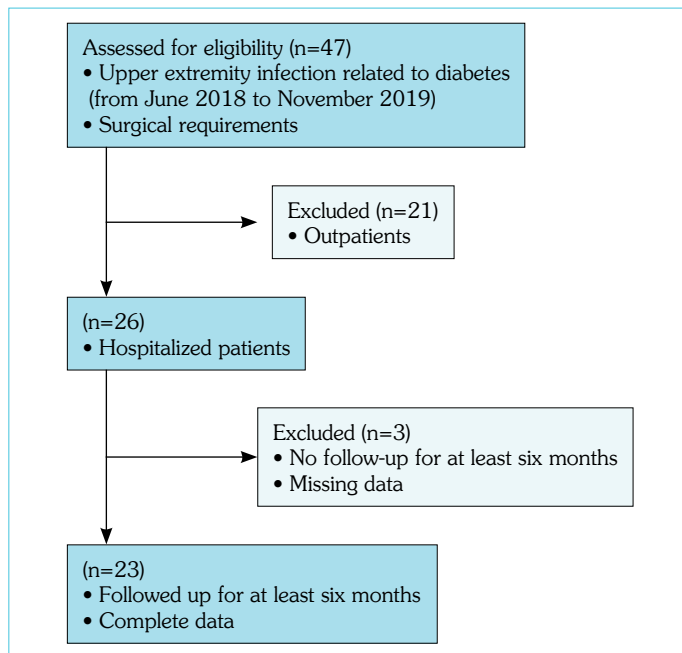 Assessed for eligibility (n=47)
• Upper extremity infection related to diabetes
(from June 2018 to November 2019)
• Surgical requirements
Excluded (n=21)
• Outpatients
(n=26)
• Hospitalized patients
Excluded (n=3)
• No follow-up for at least six months
• Missing data
(n=23)
• Followed up for at least six months
• Complete data